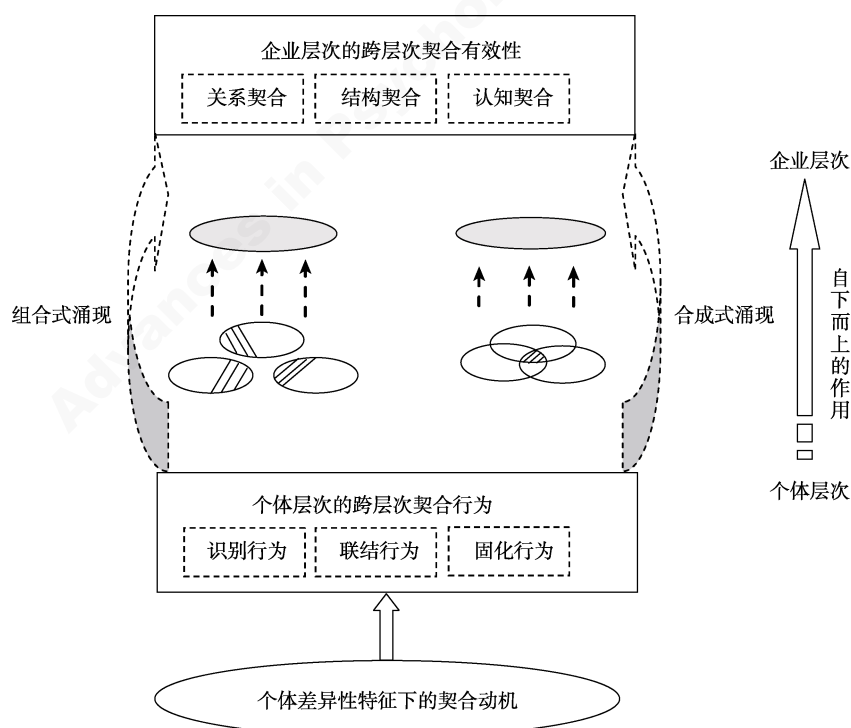 企业层次的跨层次契合有效性
关系契合
结构契合
认知契合
企业层次
组合式涌现
合成式涌现
自下而上的作用
个体层次
个体层次的跨层次契合行为
识别行为
联结行为
固化行为
个体差异性特征下的契合动机